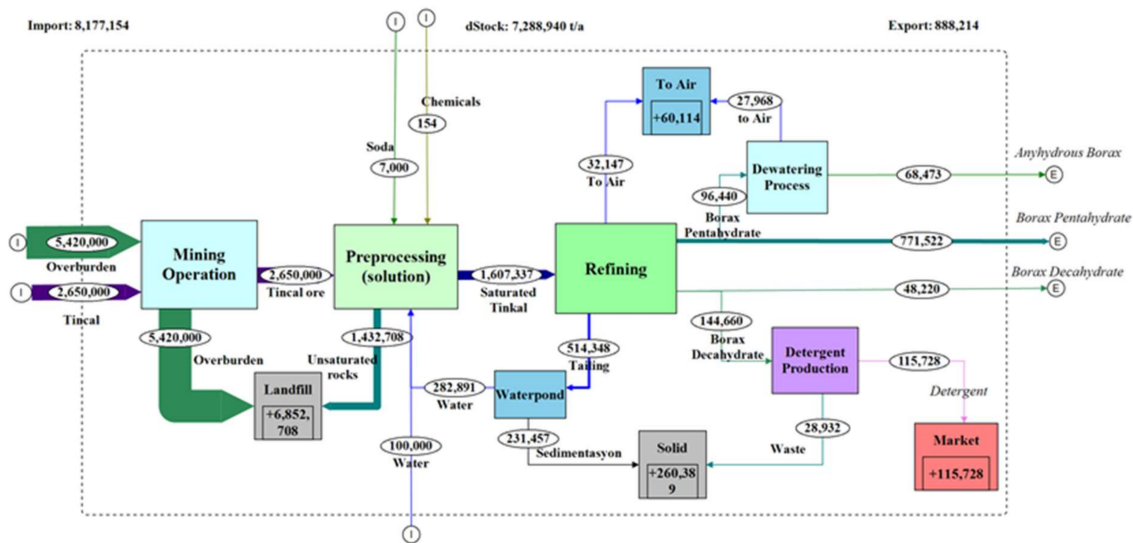 Import: 8,177,154
dStock: 7,288,940 t/a
Export: 888,214
I
I
Chemicals
154
Soda
7,000
To Air
+60,114
27,968
to Air
32,147
To Air
Dewatering
Process
Anyhydrous Borax
68,473
E
96,440
Borax
Pentahydrate
Borax Pentahydrate
771,522
E
Borax Decahydrate
48,220
E
I
5,420,000
Overburden
I
2,650,000
Tincal
Mining
Operation
2,650,000
Tincal ore
Preprocessing
(solution)
1,607,337
Saturated
Tinkal
Refining
5,420,000
Overburden
1,432,708
Unsaturated
rocks
Landfill
+6,852,
708
282,891
Water
514,348
Tailing
Waterpond
144,660
Borax
Decahydrate
Detergent
Production
115,728
Detergent
100,000
Water
231,457
Sedimentasyon
Solid
+260,38
9
28,932
Waste
Market
+115,728
I